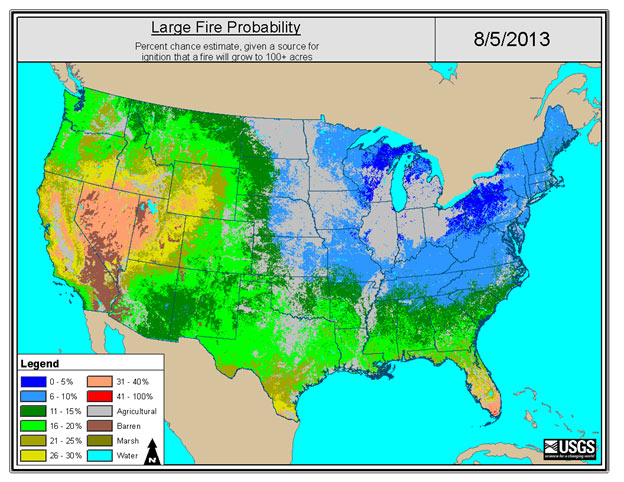 Large Fire Probability
Percent chance estimate, given a source for
ignition that a fire will grow to 100+ acres
8/5/2013
Legend
0 - 5%
6 - 10%
11 - 15%
16 - 20%
21 - 25%
26 - 30%
31 - 40%
41 - 100%
Agricultural
Barren
Marsh
Water
N
USGS
science for a changing world